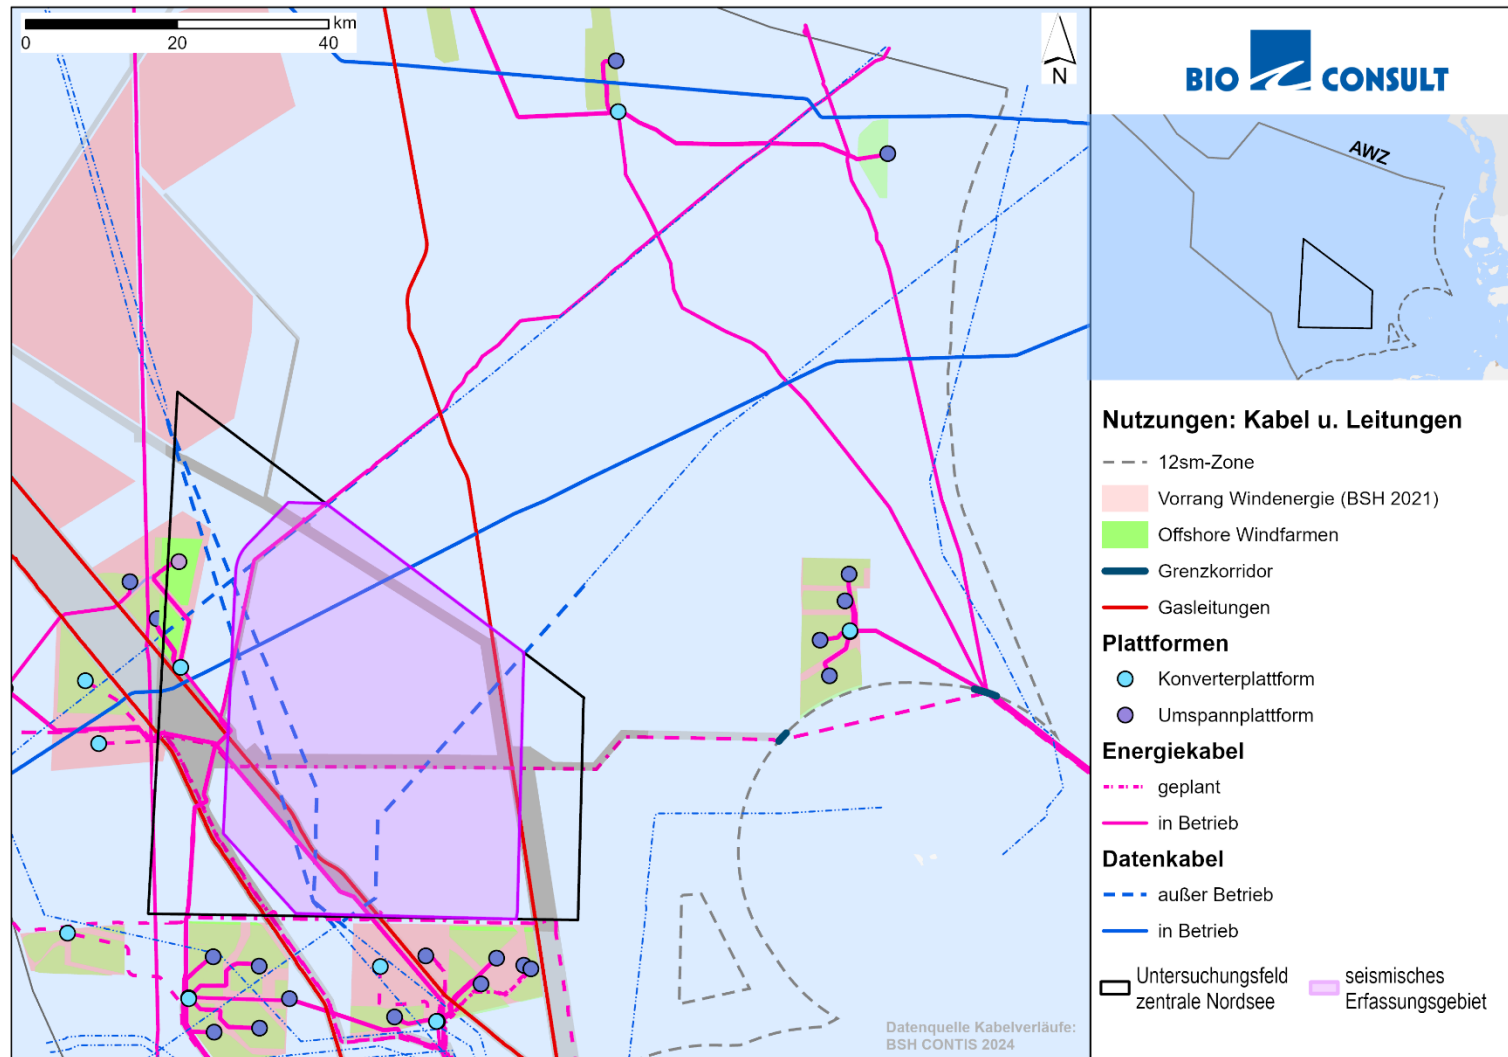 km
0 20 40
N
BIO CONSULT
AWZ
Nutzungen: Kabel u. Leitungen
12sm-Zone
Vorrang Windenergie (BSH 2021)
Offshore Windfarmen
Grenzkorridor
Gasleitungen
Plattformen
Konverterplattform
Umspannplattform
Energiekabel
geplant
in Betrieb
Datenkabel
außer Betrieb
in Betrieb
Untersuchungsfeld
zentrale Nordsee
seismisches
Erfassungsgebiet
Datenquelle Kabelverläufe:
BSH CONTIS 2024